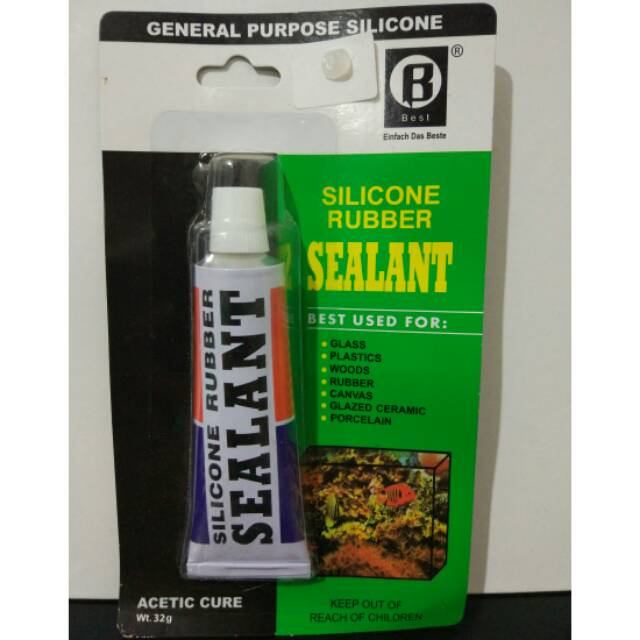 GENERAL PURPOSE SILICONE
B
®
Best
Einfach Das Beste
SILICONE
RUBBER
SEALANT
BEST USED FOR:
• GLASS
• PLASTICS
• WOODS
• RUBBER
• CANVAS
• GLAZED CERAMIC
• PORCELAIN
SILICONE RUBBER
SEALANT
ACETIC CURE
Wt. 32g
KEEP OUT OF
REACH OF CHILDREN